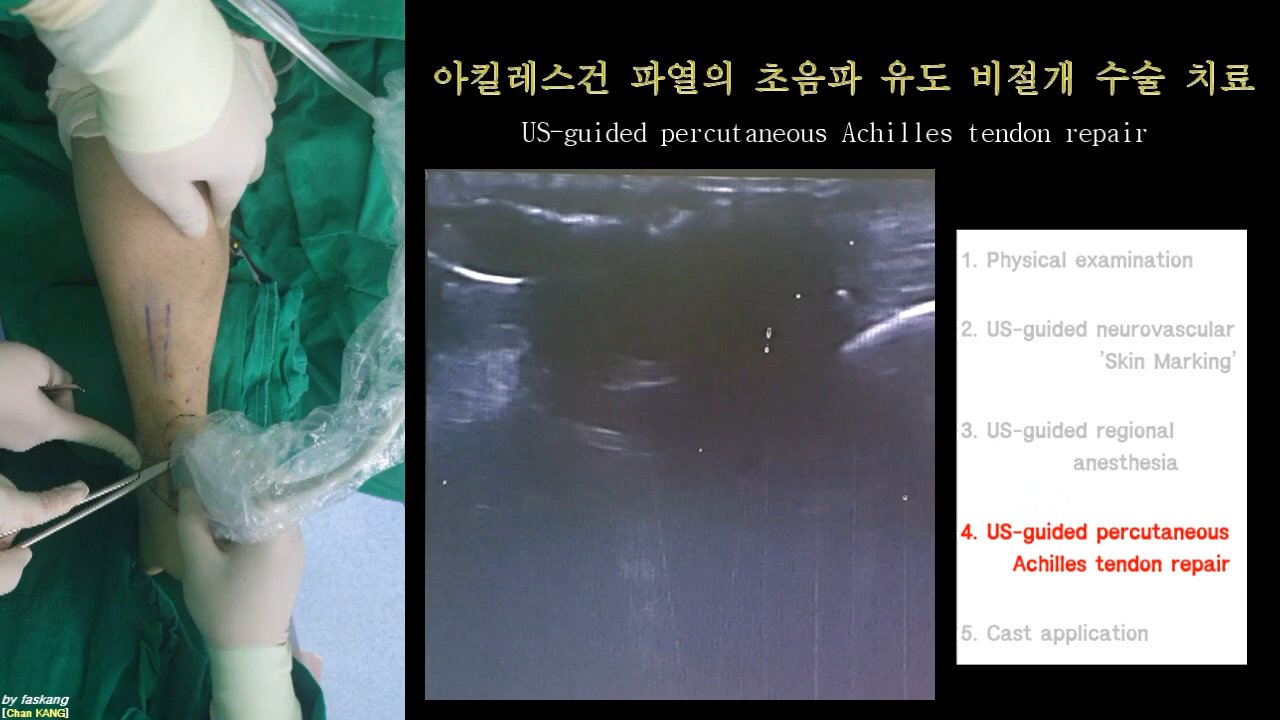 아킬레스건 파열의 초음파 유도 비절개 수술 치료
US-guided percutaneous Achilles tendon repair
1. Physical examination
2. US-guided neurovascular
'Skin Marking'
3. US-guided regional
anesthesia
4. US-guided percutaneous
Achilles tendon repair
5. Cast application
by faskang
[Chan KANG]